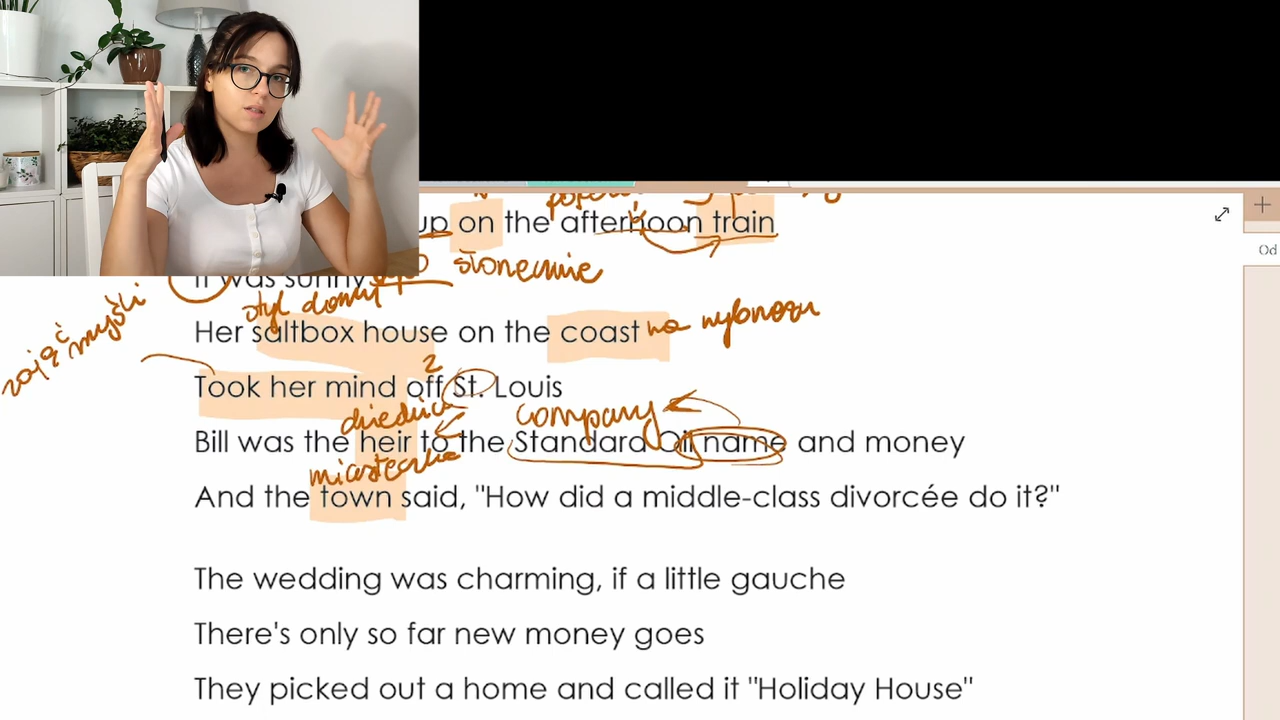 up on the afternoon train
słonecznie
It was sunny
styl domu
Her saltbox house on the coast na wybrzeżu
zająć myśli
2
Took her mind off St. Louis
company
Bill was the heir to the Standard Oil name and money
miasteczko
And the town said, "How did a middle-class divorcée do it?"
The wedding was charming, if a little gauche
There's only so far new money goes
They picked out a home and called it "Holiday House"
Od